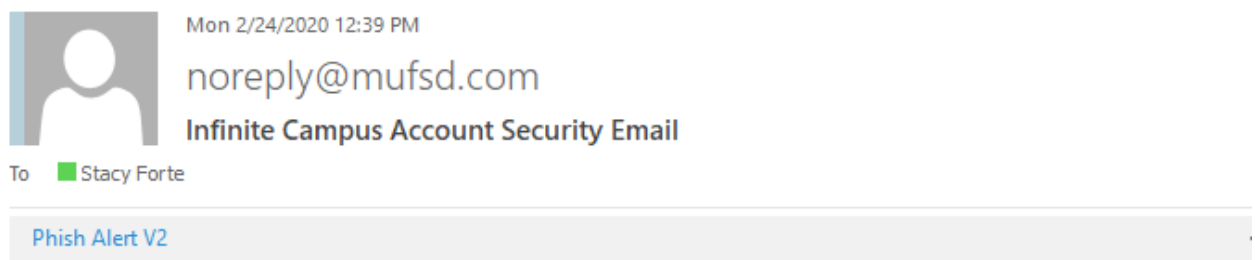 Mon 2/24/2020 12:39 PM
noreply@mufsd.com
Infinite Campus Account Security Email
To Stacy Forte
Phish Alert V2